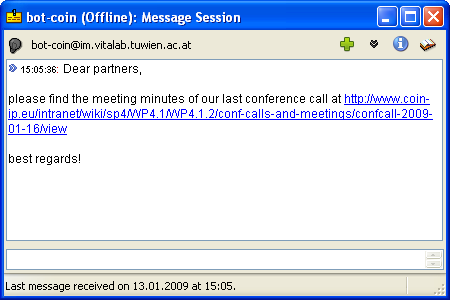 bot-coin (Offline): Message Session
bot-coin@im.vitalab.tuwien.ac.at
15:05:36: Dear partners,
please find the meeting minutes of our last conference call at http://www.coin-
ip.eu/intranet/wiki/sp4/WP4.1/WP4.1.2/conf-calls-and-meetings/confcall-2009-
01-16/view
best regards!
Last message received on 13.01.2009 at 15:05.